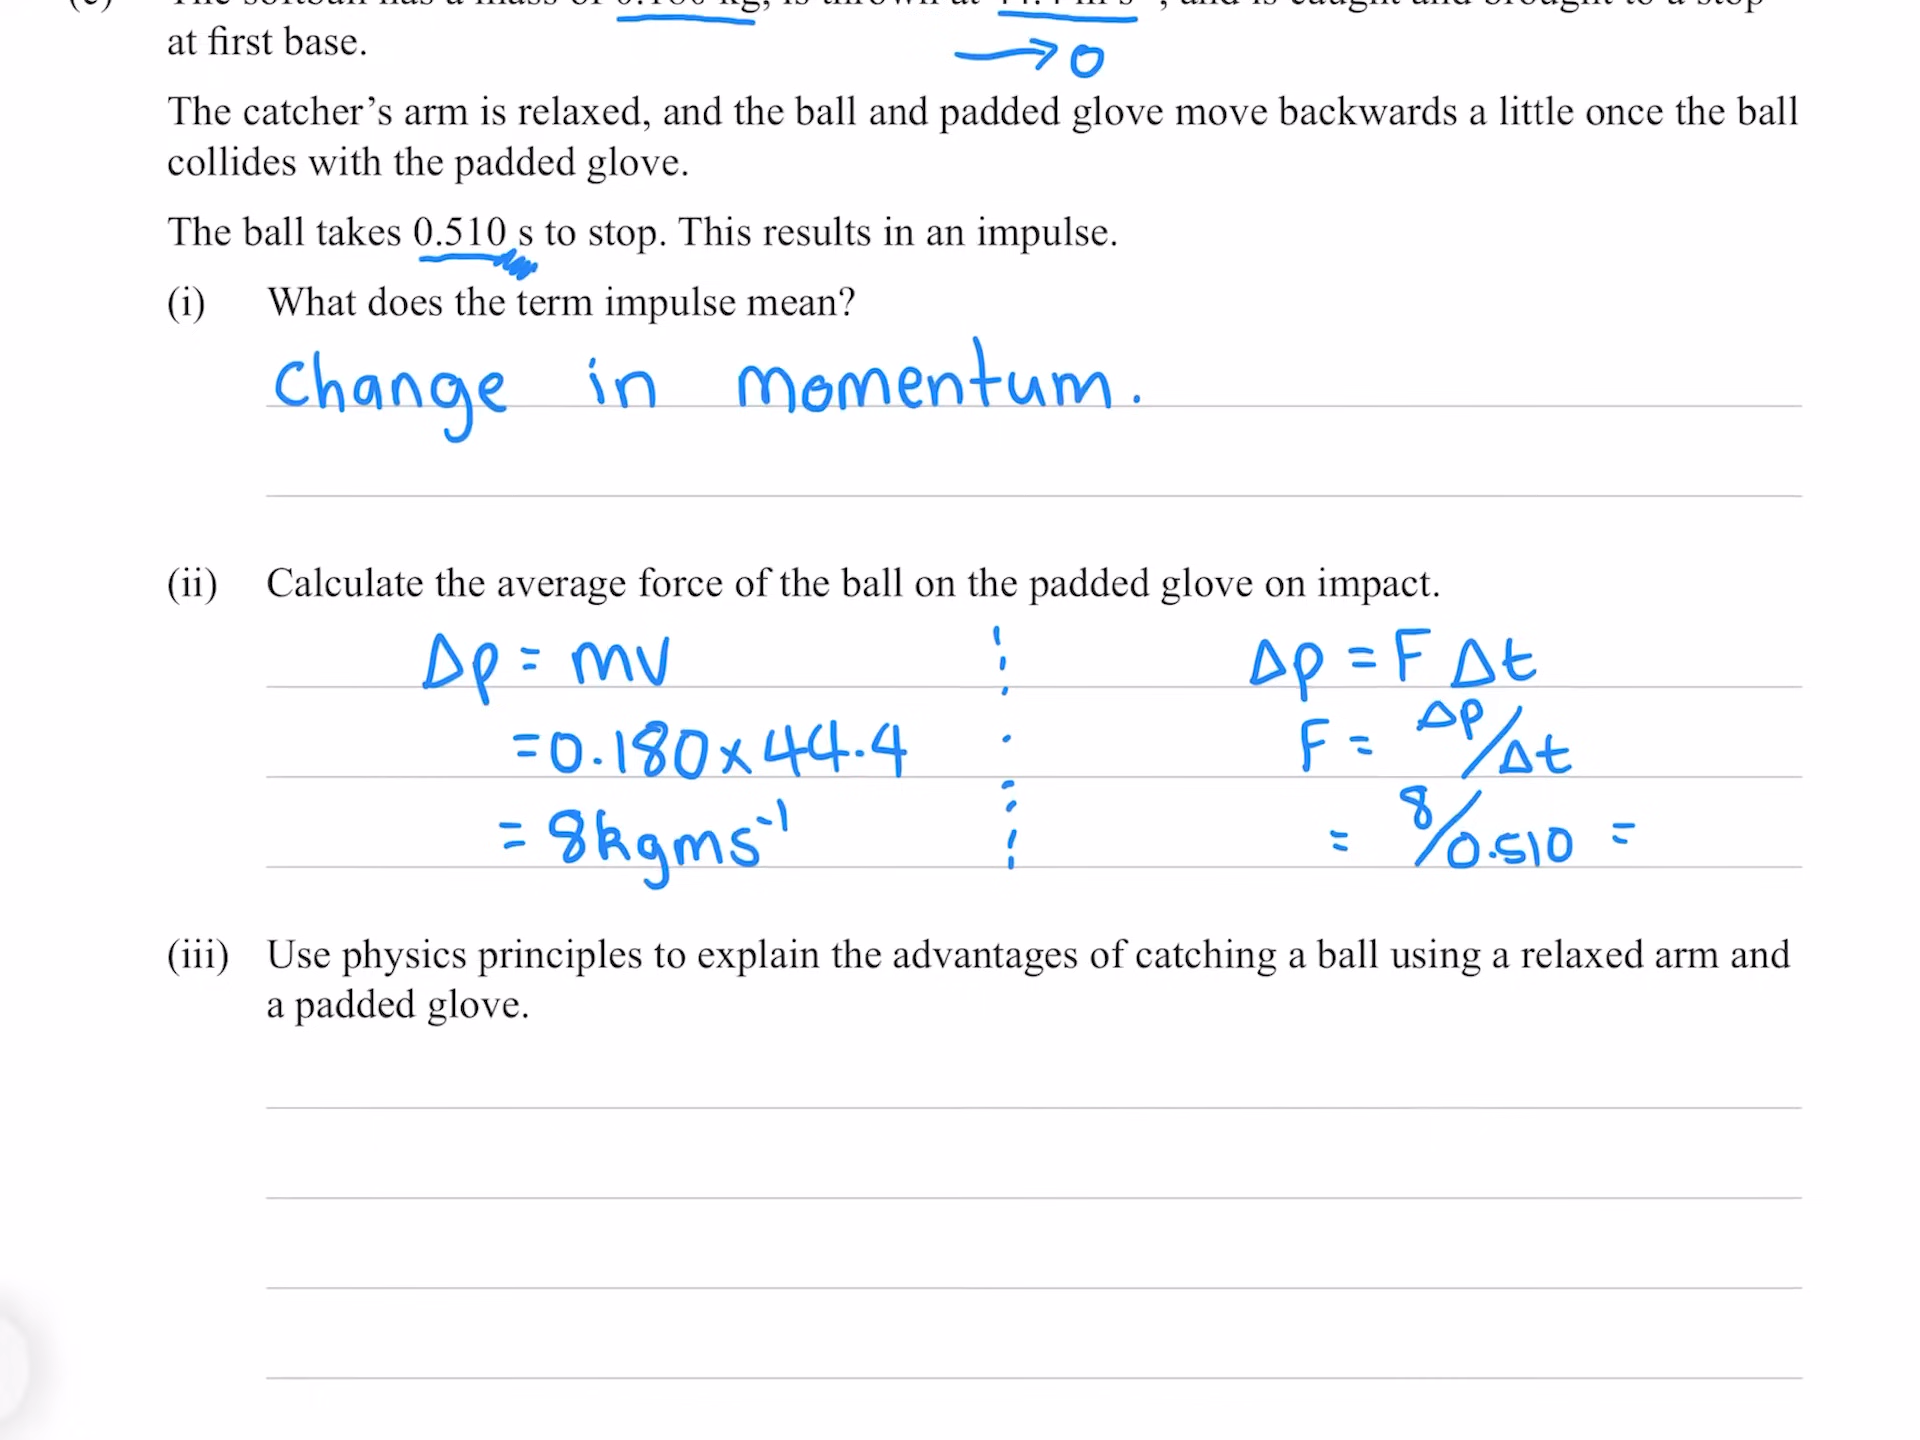 at first base.
→ 0
The catcher’s arm is relaxed, and the ball and padded glove move backwards a little once the ball
collides with the padded glove.
The ball takes 0.510 s to stop. This results in an impulse.
(i) What does the term impulse mean?
Change in momentum.
(ii) Calculate the average force of the ball on the padded glove on impact.
Δp = mv
= 0.180 x 44.4
= 8kgms⁻¹
Δp = F Δt
F = Δp/Δt
= 8/0.510 =
(iii) Use physics principles to explain the advantages of catching a ball using a relaxed arm and
a padded glove.